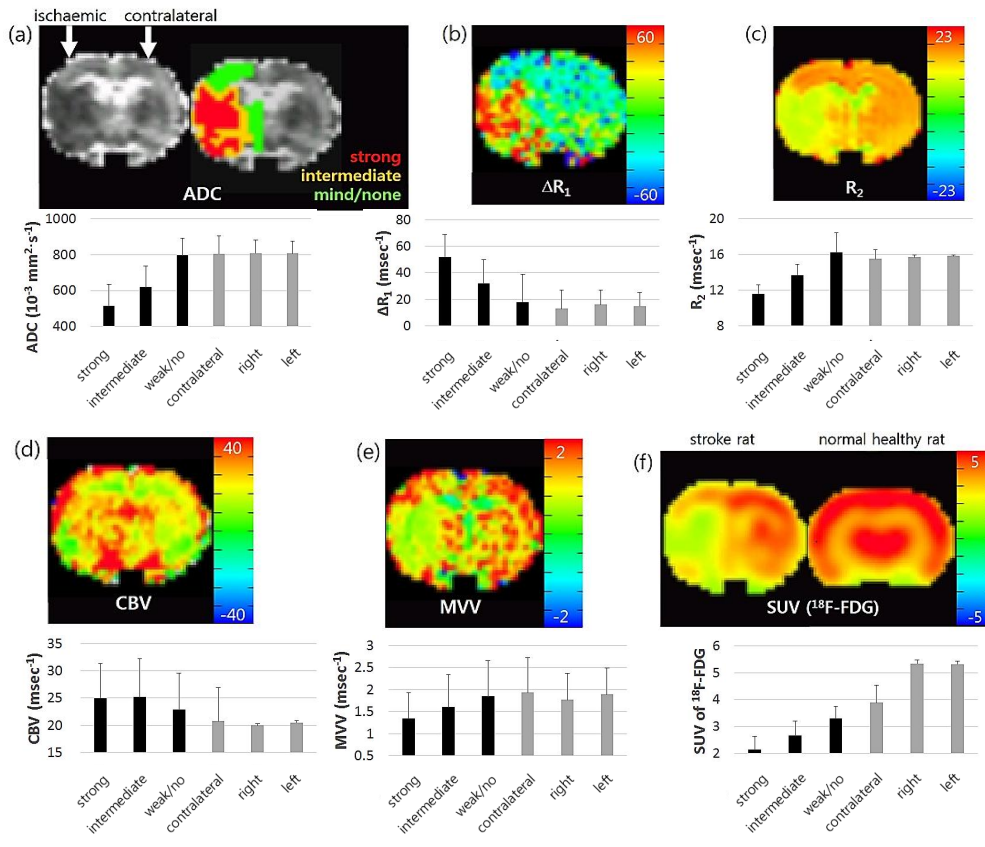 ischaemic contralateral
(a)
strong
intermediate
mind/none
ADC
1000
800
600
400
ADC (10⁻³ mm²·s⁻¹)
strong
intermediate
weak/no
contralateral
right
left
(b)
60
-60
ΔR₁
80
60
40
20
0
ΔR₁ (msec⁻¹)
strong
intermediate
weak/no
contralateral
right
left
(c)
23
-23
R₂
16
14
12
8
R₂ (msec⁻¹)
strong
intermediate
weak/no
contralateral
right
left
(d)
40
-40
CBV
35
30
25
20
15
CBV (msec⁻¹)
strong
intermediate
weak/no
contralateral
right
left
(e)
2
-2
MVV
3
2.5
2
1.5
1
0.5
MVV (msec⁻¹)
strong
intermediate
weak/no
contralateral
right
left
stroke rat normal healthy rat
(f)
5
-5
SUV (¹⁸F-FDG)
6
5
4
3
2
SUV of ¹⁸F-FDG
strong
intermediate
weak/no
contralateral
right
left